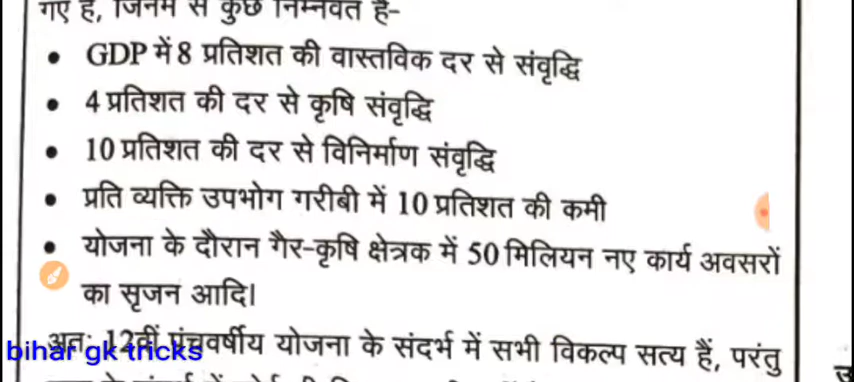 गए हैं, जिनमें से कुछ निम्नवत हैं-
• GDP में 8 प्रतिशत की वास्तविक दर से संवृद्धि
• 4 प्रतिशत की दर से कृषि संवृद्धि
• 10 प्रतिशत की दर से विनिर्माण संवृद्धि
• प्रति व्यक्ति उपभोग गरीबी में 10 प्रतिशत की कमी
• योजना के दौरान गैर-कृषि क्षेत्रक में 50 मिलियन नए कार्य अवसरों
का सृजन आदि।
अतः 12वीं पंचवर्षीय योजना के संदर्भ में सभी विकल्प सत्य हैं, परंतु
bihar gk tricks